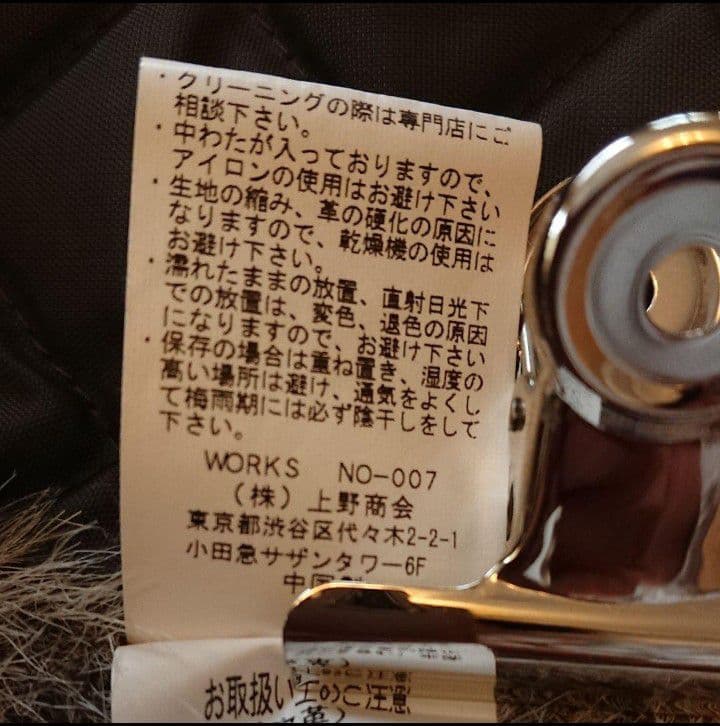 ・クリーニングの際は専門店にご
相談下さい。
・中わたが入っておりますので、
アイロンの使用はお避け下さい
・生地の縮み、革の硬化の原因に
なりますので、乾燥機の使用は
お避け下さい。
・濡れたままの放置、直射日光下
での放置は、変色、退色の原因
になりますので、お避け下さい
・保存の場合は重ね置き、湿度の
高い場所は避け、通気をよくし
て梅雨期には必ず陰干しをして
下さい。
WORKS NO-007
(株)上野商会
東京都渋谷区代々木2-2-1
小田急サザンタワー6F
中国
お取扱い上のご注意